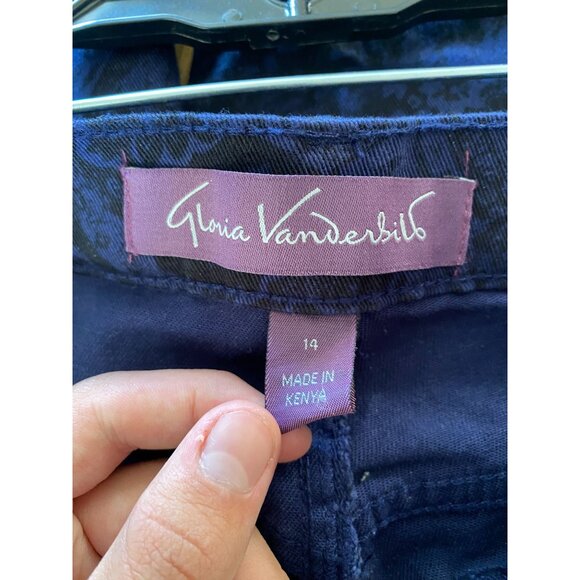 Gloria Vanderbilt
14
MADE IN
KENYA